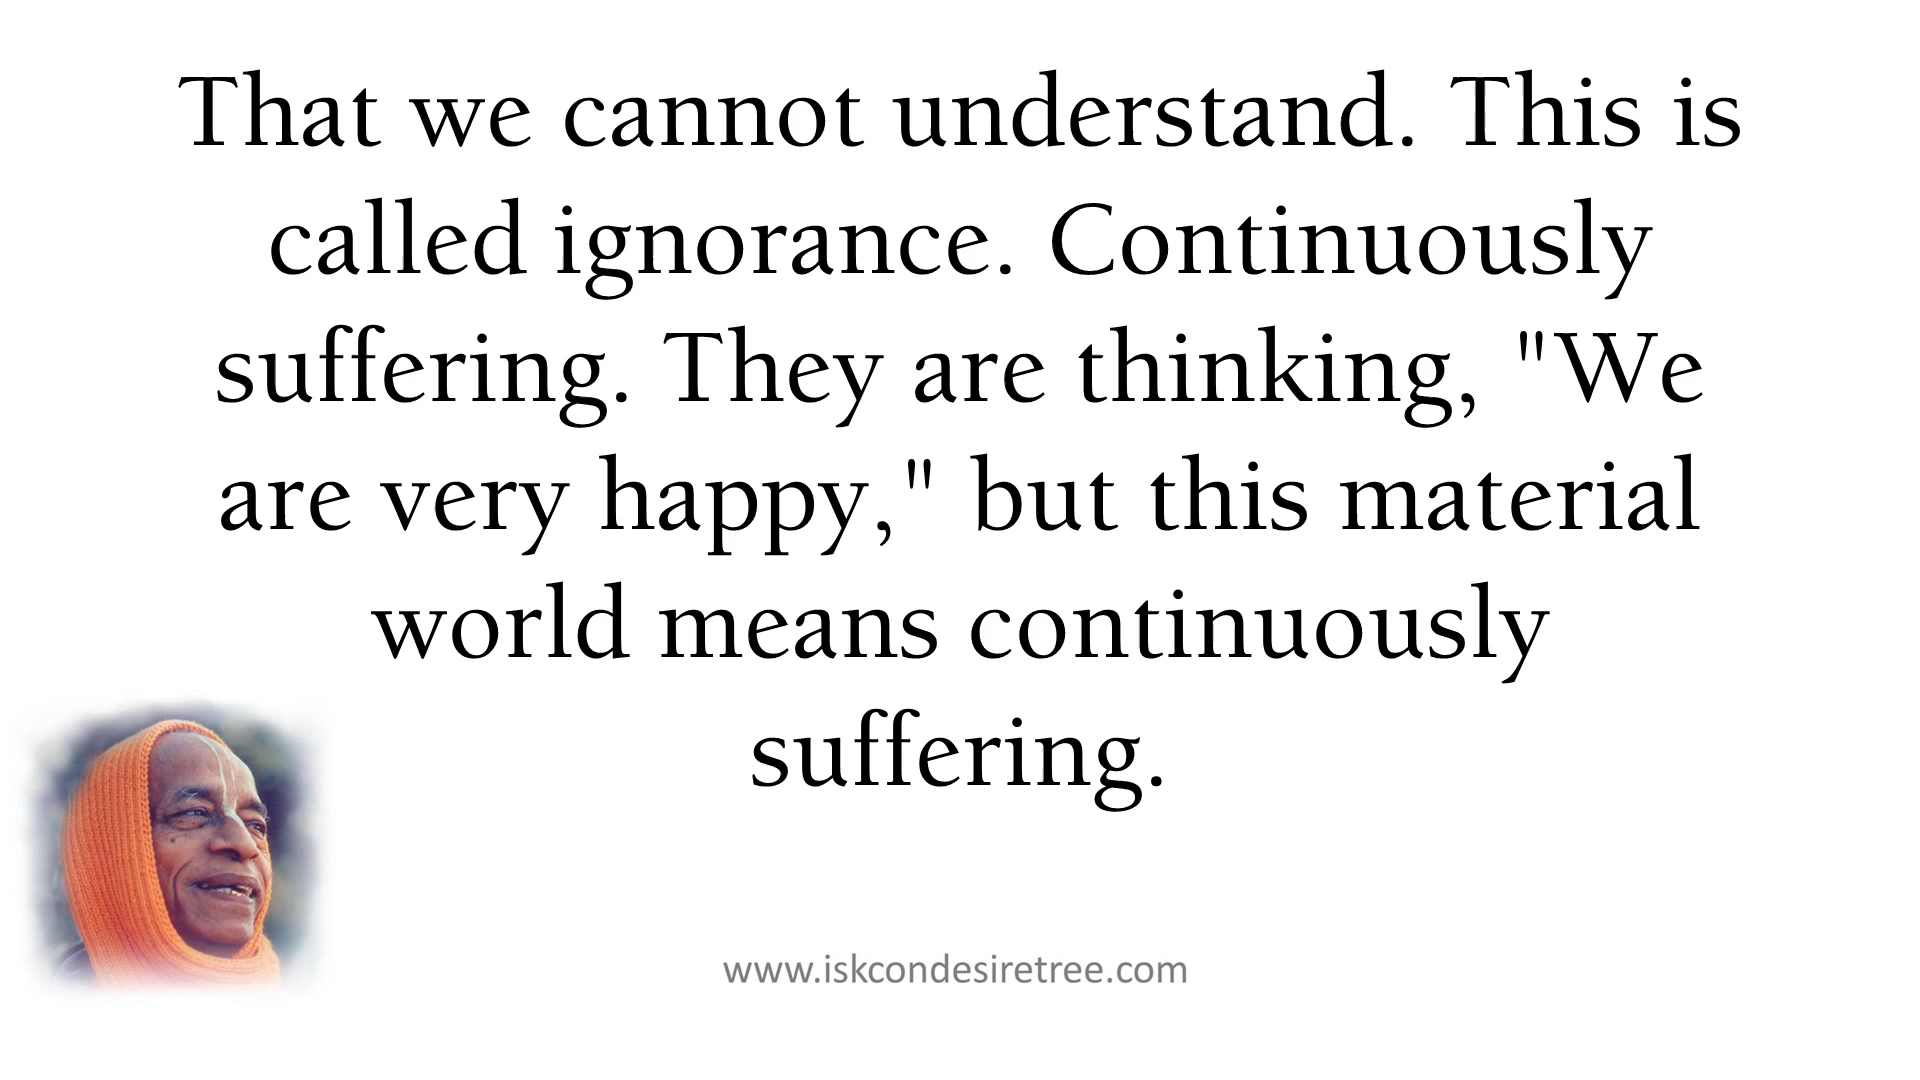 That we cannot understand. This is
called ignorance. Continuously
suffering. They are thinking, "We
are very happy," but this material
world means continuously
suffering.
www.iskcondesiretree.com